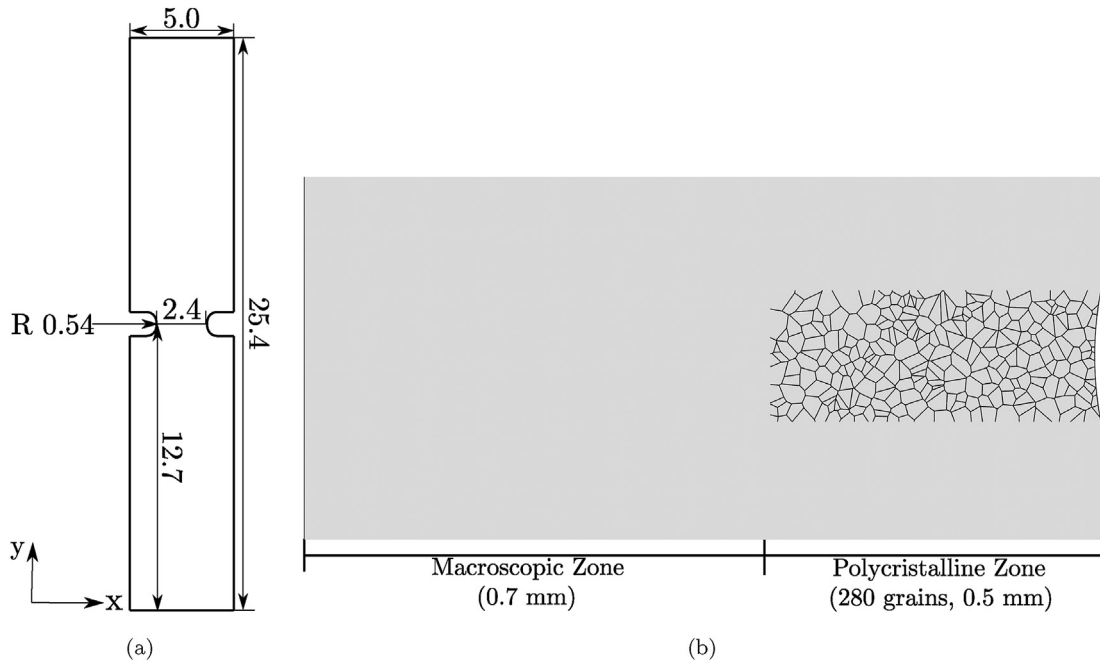 5.0
2.4
R 0.54
25.4
12.7
y
x
(a)
Macroscopic Zone
(0.7 mm)
Polycristalline Zone
(280 grains, 0.5 mm)
(b)